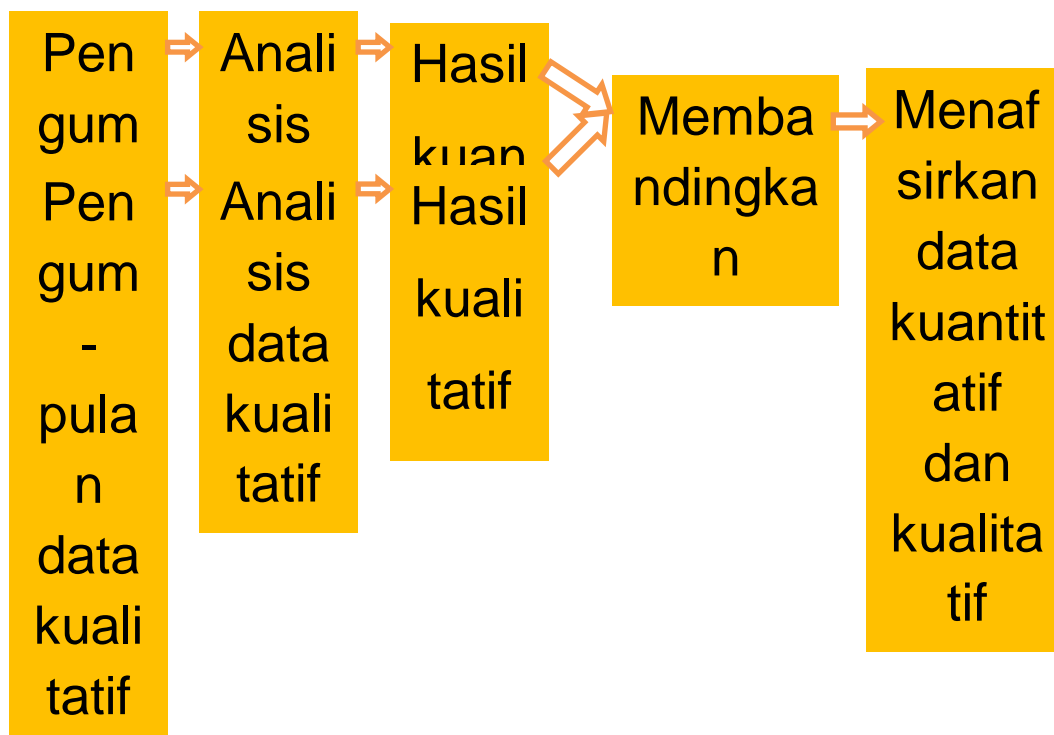 Pen
gum
Anali
sis
Hasil
kuan
Pen
gum
-
pula
n
data
kuali
tatif
Anali
sis
data
kuali
tatif
Hasil
kuali
tatif
Memba
ndingka
n
Menaf
sirkan
data
kuantit
atif
dan
kualita
tif